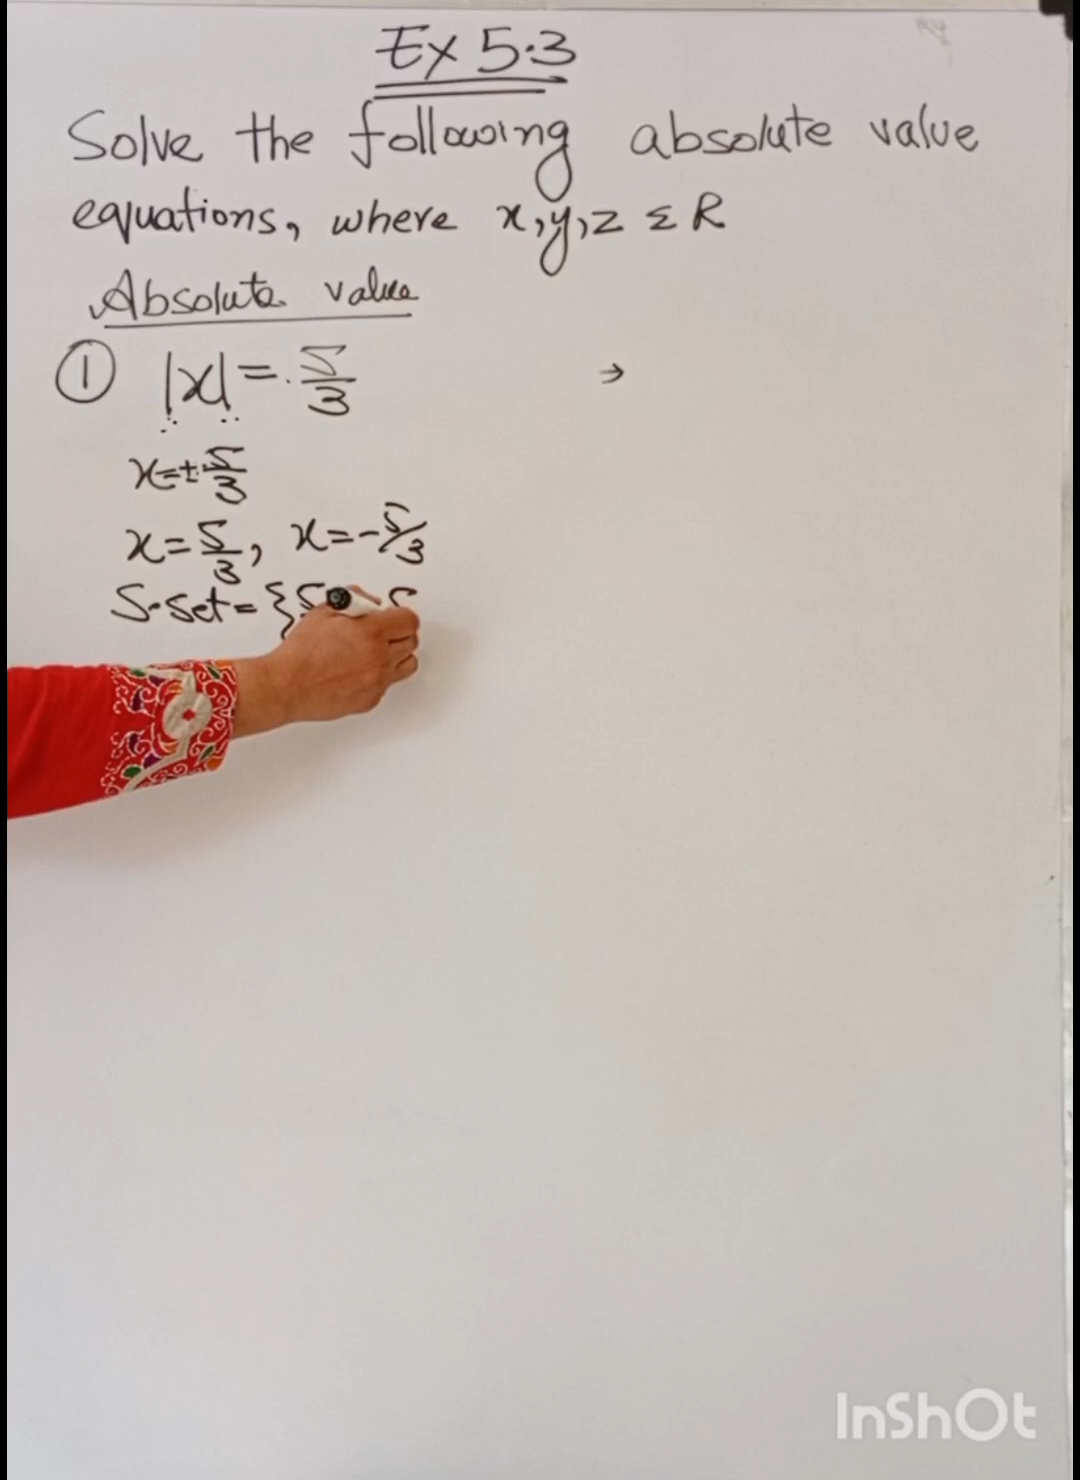 Ex 5.3
Solve the following absolute value
equations, where x, y, z ∈ R
Absolute value
① |x| = 5/3 →
x = ± 5/3
x = 5/3, x = -5/3
S.Set = {5
InShOt